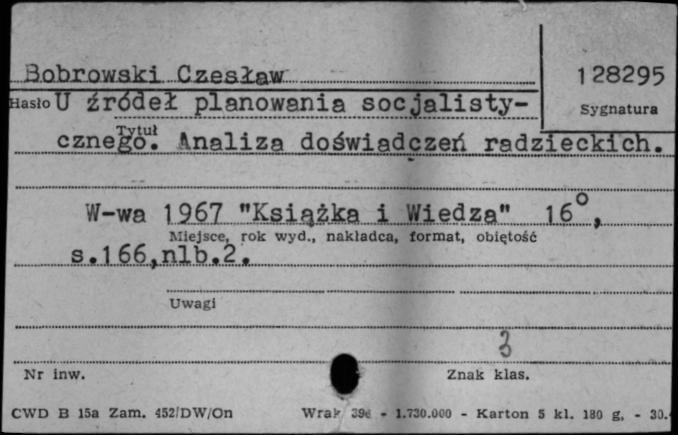 Bobrowski Czesław
128295
Hasło U źródeł planowania socjalisty-
Sygnatura
Tytuł
cznego. Analiza doświadczeń radzieckich.
W-wa 1967 "Książka i Wiedza" 16°,
Miejsce, rok wyd., nakładca, format, objętość
s.166,nlb.2.
Uwagi
3
Nr inw.
Znak klas.
CWD B 15a Zam. 452/DW/On - 1.730.000 - Karton 5 kl. 180 g. - 30.